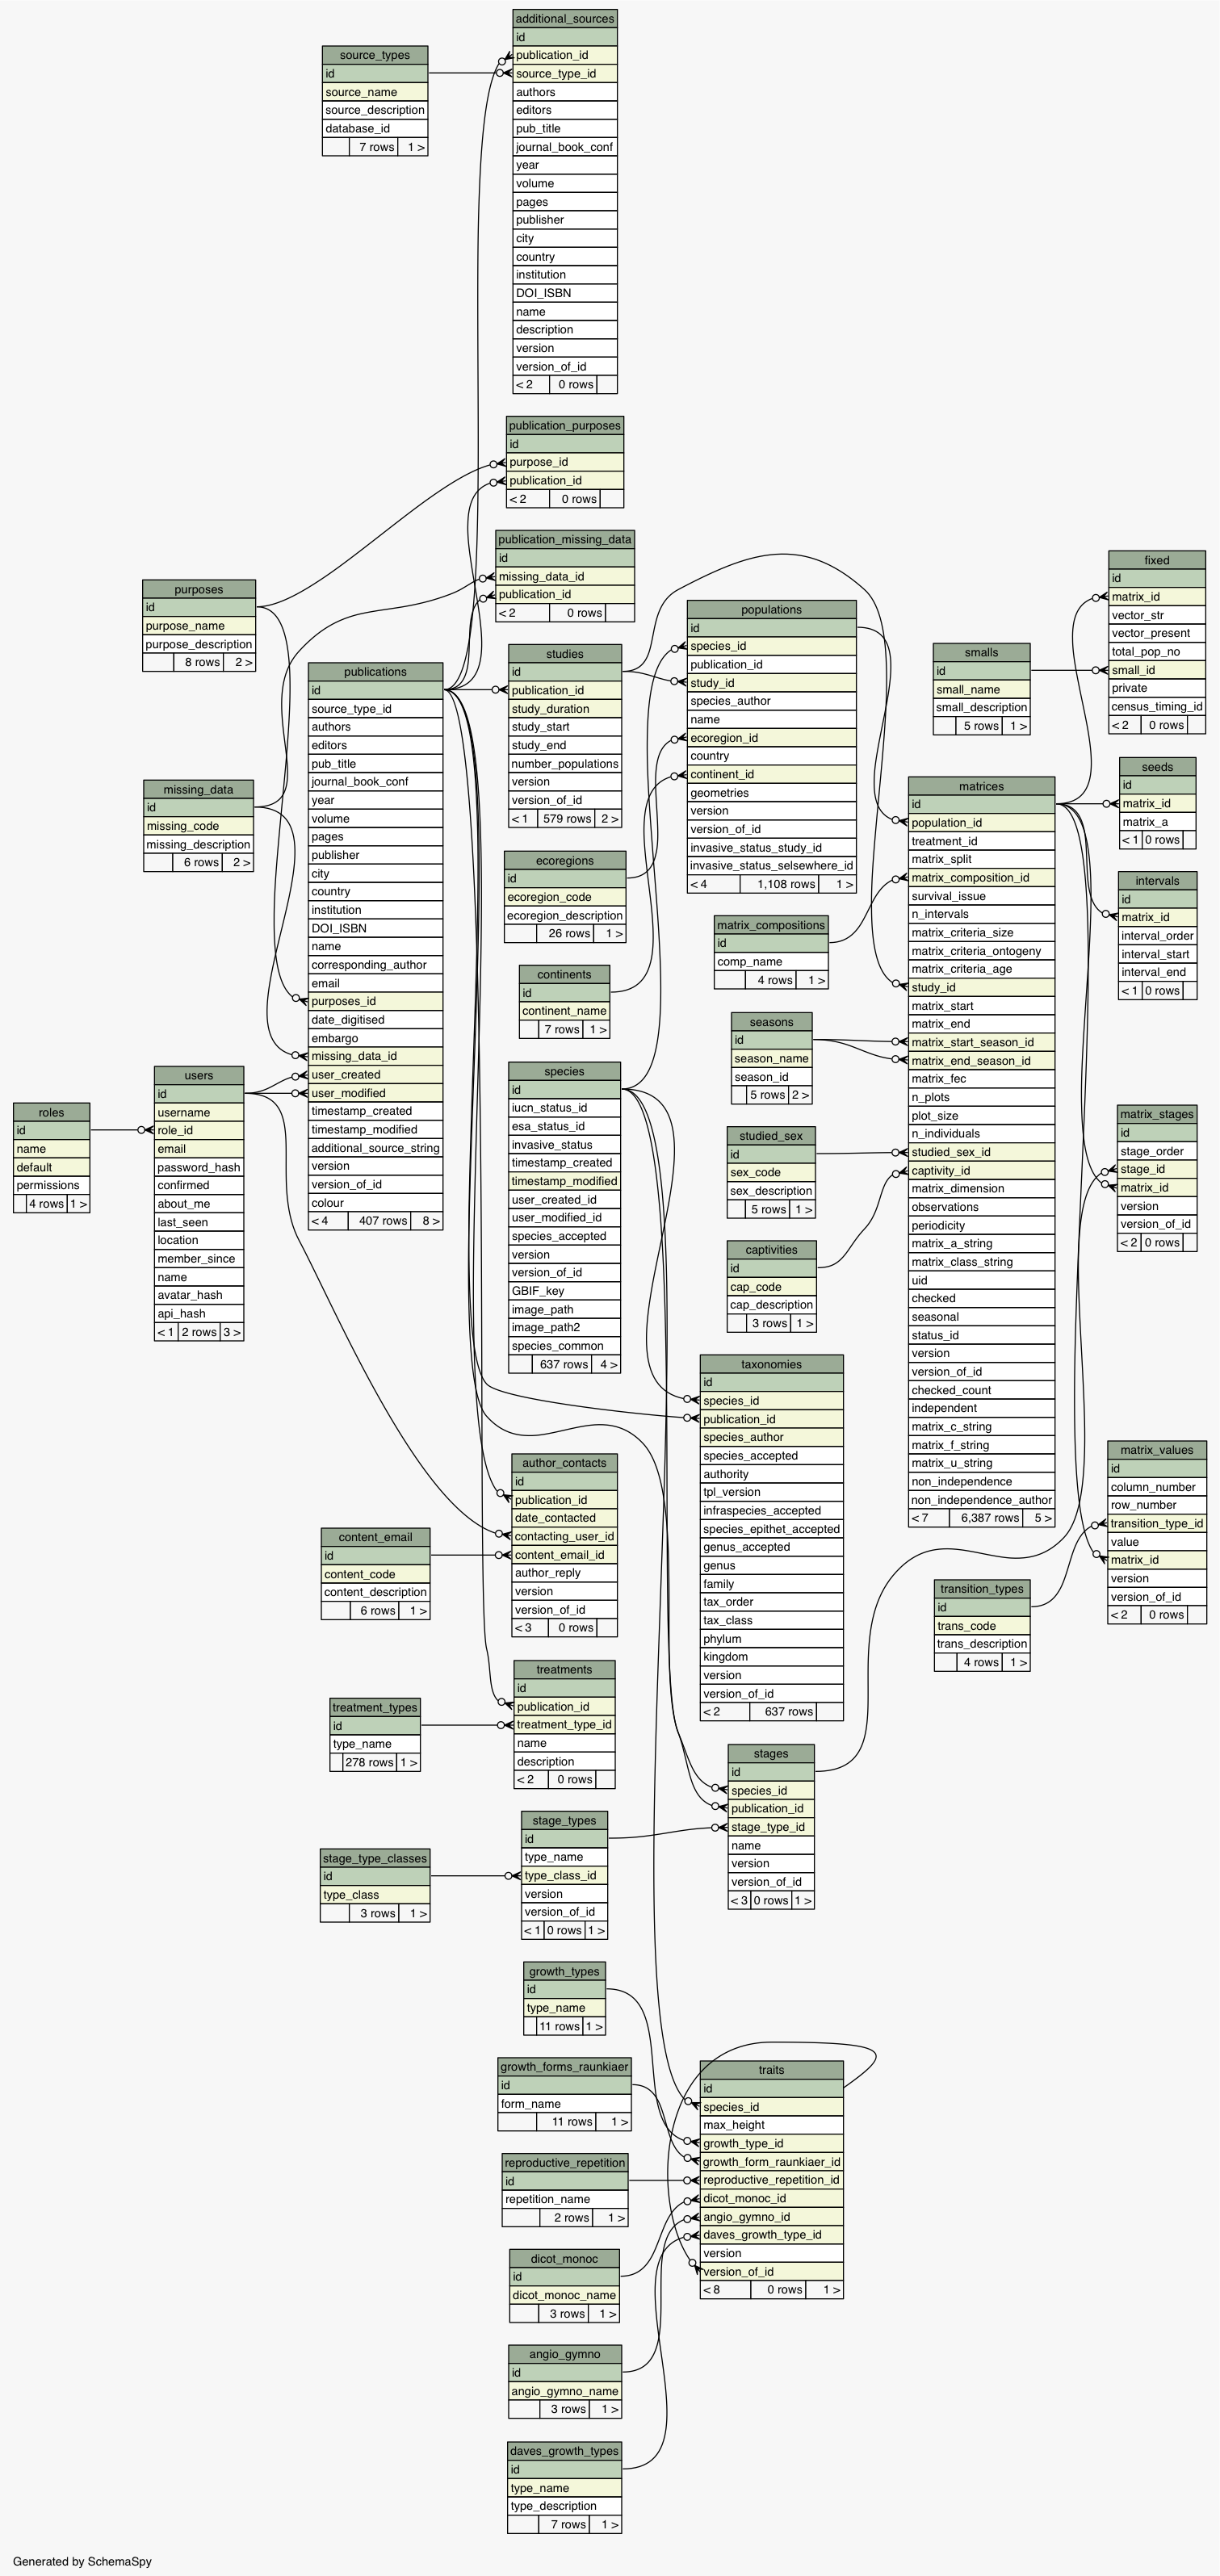 additional_sources
id
publication_id
source_type_id
authors
editors
pub_title
journal_book_conf
year
volume
pages
publisher
city
country
institution
DOI_ISBN
name
description
version
version_of_id
< 2 0 rows
source_types
id
source_name
source_description
database_id
7 rows 1 >
publication_purposes
id
purpose_id
publication_id
< 2 0 rows
publication_missing_data
id
missing_data_id
publication_id
< 2 0 rows
purposes
id
purpose_name
purpose_description
8 rows 2 >
missing_data
id
missing_code
missing_description
6 rows 2 >
publications
id
source_type_id
authors
editors
pub_title
journal_book_conf
year
volume
pages
publisher
city
country
institution
DOI_ISBN
name
corresponding_author
email
purposes_id
date_digitised
embargo
missing_data_id
user_created
user_modified
timestamp_created
timestamp_modified
additional_source_string
version
version_of_id
colour
< 4 407 rows 8 >
studies
id
publication_id
study_duration
study_start
study_end
number_populations
version
version_of_id
< 1 579 rows 2 >
populations
id
species_id
publication_id
study_id
species_author
name
ecoregion_id
country
continent_id
geometries
version
version_of_id
invasive_status_study_id
invasive_status_selsewhere_id
< 4 1,108 rows 1 >
smalls
id
small_name
small_description
5 rows 1 >
fixed
id
matrix_id
vector_str
vector_present
total_pop_no
small_id
private
census_timing_id
< 2 0 rows
seeds
id
matrix_id
matrix_a
< 1 0 rows
intervals
id
matrix_id
interval_order
interval_start
interval_end
< 1 0 rows
matrices
id
population_id
treatment_id
matrix_split
matrix_composition_id
survival_issue
n_intervals
matrix_criteria_size
matrix_criteria_ontogeny
matrix_criteria_age
study_id
matrix_start
matrix_end
matrix_start_season_id
matrix_end_season_id
matrix_fec
n_plots
plot_size
n_individuals
studied_sex_id
captivity_id
matrix_dimension
observations
periodicity
matrix_a_string
matrix_class_string
uid
checked
seasonal
status_id
version
version_of_id
checked_count
independent
matrix_c_string
matrix_f_string
matrix_u_string
non_independence
non_independence_author
< 7 6,387 rows 5 >
ecoregions
id
ecoregion_code
ecoregion_description
26 rows 1 >
matrix_compositions
id
comp_name
4 rows 1 >
continents
id
continent_name
7 rows 1 >
seasons
id
season_name
season_id
5 rows 2 >
species
id
iucn_status_id
esa_status_id
invasive_status
timestamp_created
timestamp_modified
user_created_id
user_modified_id
species_accepted
version
version_of_id
GBIF_key
image_path
image_path2
species_common
637 rows 4 >
studied_sex
id
sex_code
sex_description
5 rows 1 >
captivities
id
cap_code
cap_description
3 rows 1 >
roles
id
name
default
permissions
4 rows 1 >
users
id
username
role_id
email
password_hash
confirmed
about_me
last_seen
location
member_since
name
avatar_hash
api_hash
< 1 2 rows 3 >
matrix_stages
id
stage_order
stage_id
matrix_id
version
version_of_id
< 2 0 rows
taxonomies
id
species_id
publication_id
species_author
species_accepted
authority
tpl_version
infraspecies_accepted
species_epithet_accepted
genus_accepted
genus
family
tax_order
tax_class
phylum
kingdom
version
version_of_id
< 2 637 rows
matrix_values
id
column_number
row_number
transition_type_id
value
matrix_id
version
version_of_id
< 2 0 rows
author_contacts
id
publication_id
date_contacted
contacting_user_id
content_email_id
author_reply
version
version_of_id
< 3 0 rows
content_email
id
content_code
content_description
6 rows 1 >
transition_types
id
trans_code
trans_description
4 rows 1 >
treatments
id
publication_id
treatment_type_id
name
description
< 2 0 rows
treatment_types
id
type_name
278 rows 1 >
stages
id
species_id
publication_id
stage_type_id
name
version
version_of_id
< 3 0 rows 1 >
stage_types
id
type_name
type_class_id
version
version_of_id
< 1 0 rows 1 >
stage_type_classes
id
type_class
3 rows 1 >
growth_types
id
type_name
11 rows 1 >
growth_forms_raunkiaer
id
form_name
11 rows 1 >
traits
id
species_id
max_height
growth_type_id
growth_form_raunkiaer_id
reproductive_repetition_id
dicot_monoc_id
angio_gymno_id
daves_growth_type_id
version
version_of_id
< 8 0 rows 1 >
reproductive_repetition
id
repetition_name
2 rows 1 >
dicot_monoc
id
dicot_monoc_name
3 rows 1 >
angio_gymno
id
angio_gymno_name
3 rows 1 >
daves_growth_types
id
type_name
type_description
7 rows 1 >
Generated by SchemaSpy